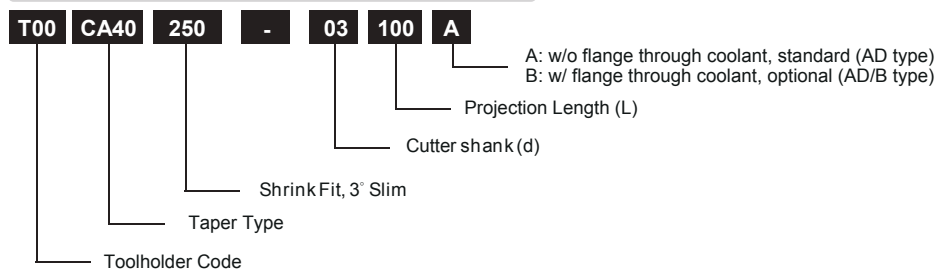 T00 CA40 250 - 03 100 A
A: w/o flange through coolant, standard (AD type)
B: w/ flange through coolant, optional (AD/B type)
Projection Length (L)
Cutter shank (d)
Shrink Fit, 3° Slim
Taper Type
Toolholder Code